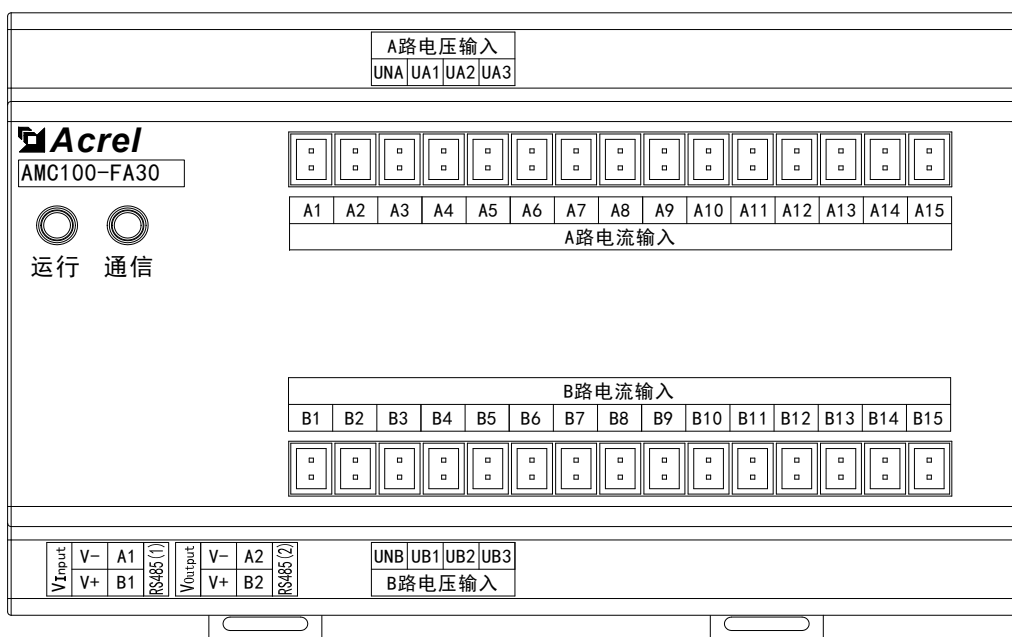 A路电压输入
UNA UA1 UA2 UA3
Acrel
AMC100-FA30
A1 A2 A3 A4 A5 A6 A7 A8 A9 A10 A11 A12 A13 A14 A15
A路电流输入
运行 通信
B路电流输入
B1 B2 B3 B4 B5 B6 B7 B8 B9 B10 B11 B12 B13 B14 B15
VInput
V- A1
V+ B1
RS485(1)
VOutput
V- A2
V+ B2
RS485(2)
UNB UB1 UB2 UB3
B路电压输入